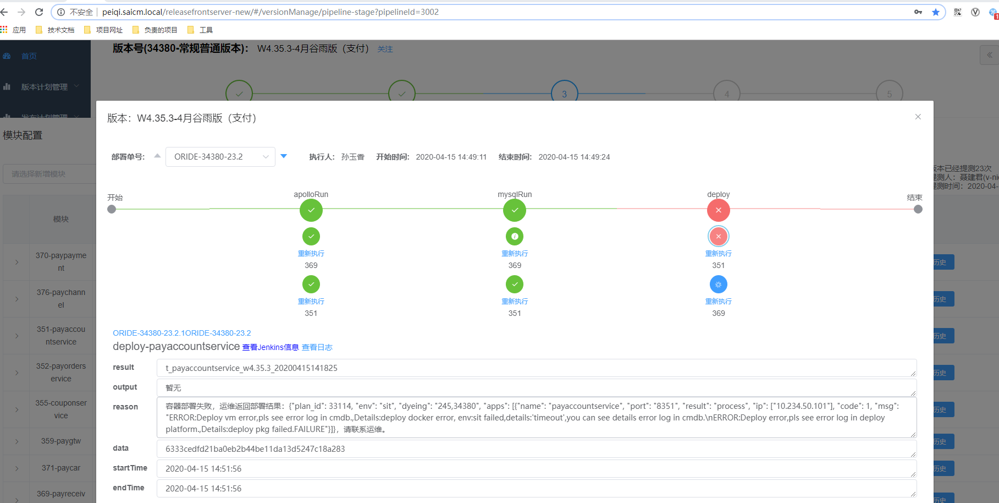 不安全 | peiqi.saicm.local/releasefrontserver-new/#/versionManage/pipeline-stage?pipelineId=3002
应用 技术文档 项目网址 负责的项目 工具
首页
版本计划管理
发布计划管理
版本号(34380-常规普通版本): W4.35.3-4月谷雨版（支付） 关注
3 4 5
模块配置
请选择新增模块
版本已经提测23次
提测人：聂建君(v-ni
提测时间：2020-04-
模块
370-paypayme
nt
历史
376-paychann
el
历史
351-payaccou
ntservice
历史
352-payorders
ervice
历史
355-couponser
vice
历史
359-paygtw
历史
371-paycar
历史
369-payreceiv
历史
版本：W4.35.3-4月谷雨版（支付）
部署单号: ORIDE-34380-23.2 执行人: 孙玉香 开始时间: 2020-04-15 14:49:11 结束时间: 2020-04-15 14:49:24
开始 apolloRun mysqlRun deploy 结束
重新执行 重新执行 重新执行
369 369 351
重新执行 重新执行 重新执行
351 351 369
ORIDE-34380-23.2.1ORIDE-34380-23.2
deploy-payaccountservice 查看Jenkins信息 查看日志
result t_payaccountservice_w4.35.3_20200415141825
output 暂无
reason 容器部署失败，运维返回部署结果：{"plan_id": 33114, "env": "sit", "dyeing": "245,34380", "apps": [{"name": "payaccountservice", "port": "8351", "result": "process", "ip": ["10.234.50.101"], "code": 1, "msg":
"ERROR:Deploy vm error,pls see error log in cmdb.,Details:deploy docker error, env:sit failed,details:'timeout',you can see details error log in cmdb.\nERROR:Deploy error,pls see error log in deploy
platform.,Details:deploy pkg failed.FAILURE"}]}，请联系运维。
data 6333cedfd21ba0eb2b44be11da13d5247c18a283
startTime 2020-04-15 14:51:56
endTime 2020-04-15 14:51:56